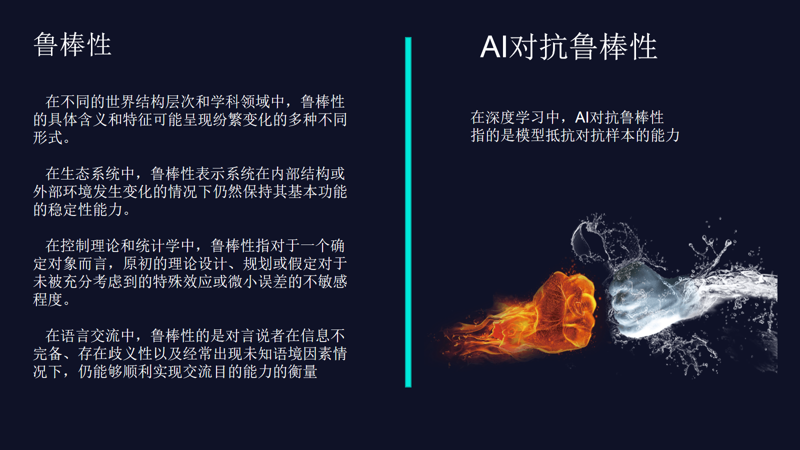 鲁棒性
在不同的世界结构层次和学科领域中，鲁棒性
的具体含义和特征可能呈现纷繁变化的多种不同
形式。
在生态系统中，鲁棒性表示系统在内部结构或
外部环境发生变化的情况下仍然保持其基本功能
的稳定性能力。
在控制理论和统计学中，鲁棒性指对于一个确
定对象而言，原初的理论设计、规划或假定对于
未被充分考虑到的特殊效应或微小误差的不敏感
程度。
在语言交流中，鲁棒性的是对言说者在信息不
完备、存在歧义性以及经常出现未知语境因素情
况下，仍能够顺利实现交流目的能力的衡量
AI对抗鲁棒性
在深度学习中，AI对抗鲁棒性
指的是模型抵抗对抗样本的能力